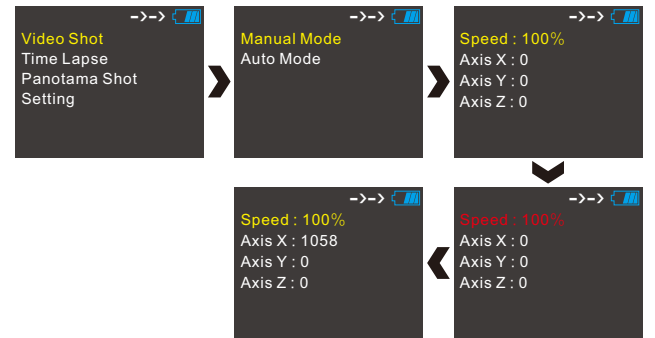 –>–>
Video Shot
Time Lapse
Panotama Shot
Setting
–>–>
Manual Mode
Auto Mode
–>–>
Speed : 100%
Axis X : 0
Axis Y : 0
Axis Z : 0
–>–>
Speed : 100%
Axis X : 0
Axis Y : 0
Axis Z : 0
–>–>
Speed : 100%
Axis X : 1058
Axis Y : 0
Axis Z : 0